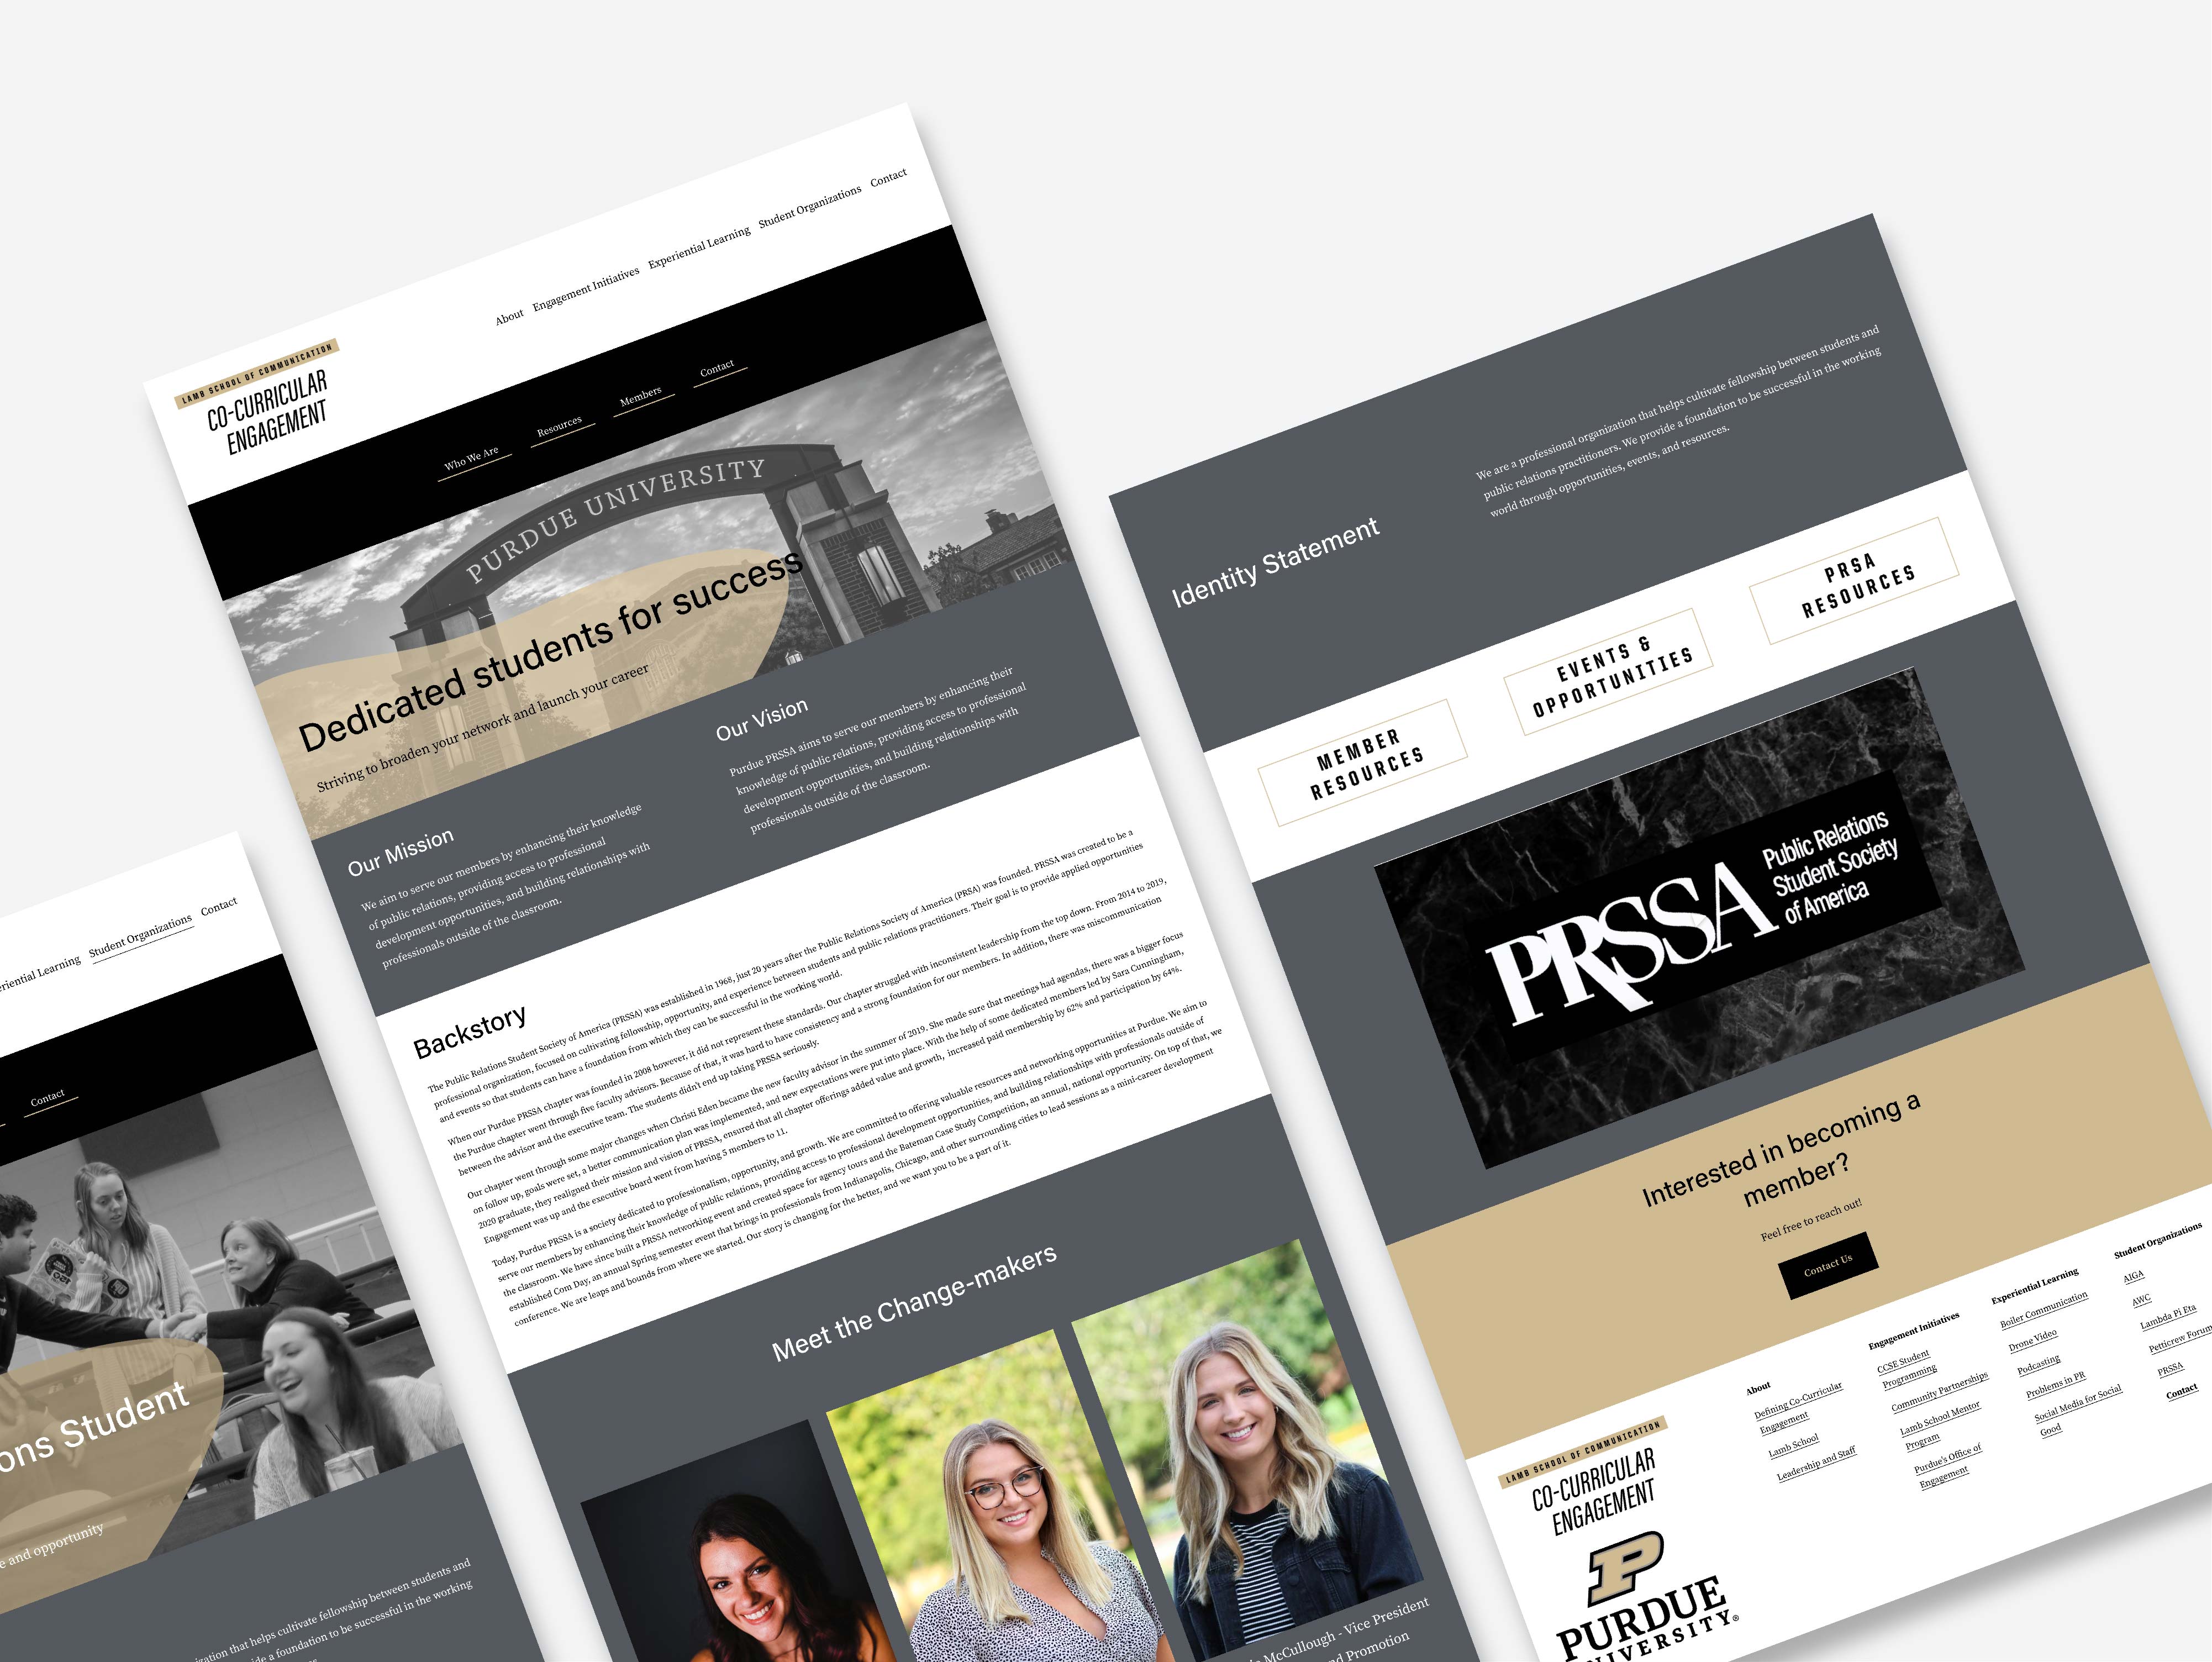 About Engagement Initiatives Experiential Learning Student Organizations Contact
LAMB SCHOOL OF COMMUNICATION
CO-CURRICULAR
ENGAGEMENT
Who We Are Resources Members Contact
PURDUE UNIVERSITY
Dedicated students for success
Striving to broaden your network and launch your career
Our Mission
We aim to serve our members by enhancing their knowledge
of public relations, providing access to professional
development opportunities, and building relationships with
professionals outside of the classroom.
Our Vision
Purdue PRSSA aims to serve our members by enhancing their
knowledge of public relations, providing access to professional
development opportunities, and building relationships with
professionals outside of the classroom.
Backstory
The Public Relations Student Society of America (PRSSA) was established in 1968, just 20 years after the Public Relations Society of America (PRSA) was founded. PRSSA was created to be a
professional organization, focused on cultivating fellowship, opportunity, and experience between students and public relations practitioners. Their goal is to provide applied opportunities
and events so that students can have a foundation from which they can be successful in the working world.
When our Purdue PRSSA chapter was founded in 2008 however, it did not represent these standards. Our chapter struggled with inconsistent leadership from the top down. From 2014 to 2019,
the Purdue chapter went through five faculty advisors. Because of that, it was hard to have consistency and a strong foundation for our members. In addition, there was miscommunication
between the advisor and the executive team. The students didn't end up taking PRSSA seriously.
Our chapter went through some major changes when Christi Eden became the new faculty advisor in the summer of 2019. She made sure that meetings had agendas, there was a bigger focus
on follow up, goals were set, a better communication plan was implemented, and new expectations were put into place. With the help of some dedicated members led by Sara Cunningham,
2020 graduate, they realigned their mission and vision of PRSSA, ensured that all chapter offerings added value and growth, increased paid membership by 62% and participation by 64%.
Engagement was up and the executive board went from having 5 members to 11.
Today, Purdue PRSSA is a society dedicated to professionalism, opportunity, and growth. We are committed to offering valuable resources and networking opportunities at Purdue. We aim to
serve our members by enhancing their knowledge of public relations, providing access to professional development opportunities, and building relationships with professionals outside of
the classroom. We have since built a PRSSA networking event and created space for agency tours and the Bateman Case Study Competition, an annual, national opportunity. On top of that, we
established Com Day, an annual Spring semester event that brings in professionals from Indianapolis, Chicago, and other surrounding cities to lead sessions as a mini-career development
conference. We are leaps and bounds from where we started. Our story is changing for the better, and we want you to be a part of it.
Meet the Change-makers
McCullough - Vice President
Promotion
Learning Student Organizations Contact
Contact
Student
and opportunity
that helps cultivate fellowship between students and
a foundation to be successful in the working
Identity Statement
We are a professional organization that helps cultivate fellowship between students and
public relations practitioners. We provide a foundation to be successful in the working
world through opportunities, events, and resources.
MEMBER
RESOURCES
EVENTS &
OPPORTUNITIES
PRSA
RESOURCES
PRSSA
Public Relations
Student Society
of America
Interested in becoming a
member?
Feel free to reach out!
Contact Us
LAMB SCHOOL OF COMMUNICATION
CO-CURRICULAR
ENGAGEMENT
PURDUE
UNIVERSITY®
About
Defining Co-Curricular
Engagement
Lamb School
Leadership and Staff
Engagement Initiatives
CCSE Student
Programming
Community Partnerships
Lamb School Mentor
Program
Purdue's Office of
Engagement
Experiential Learning
Boiler Communication
Drone Video
Podcasting
Problems in PR
Social Media for Social
Good
Student Organizations
AIGA
AWC
Lambda Pi Eta
Petticrew Forum
PRSSA
Contact